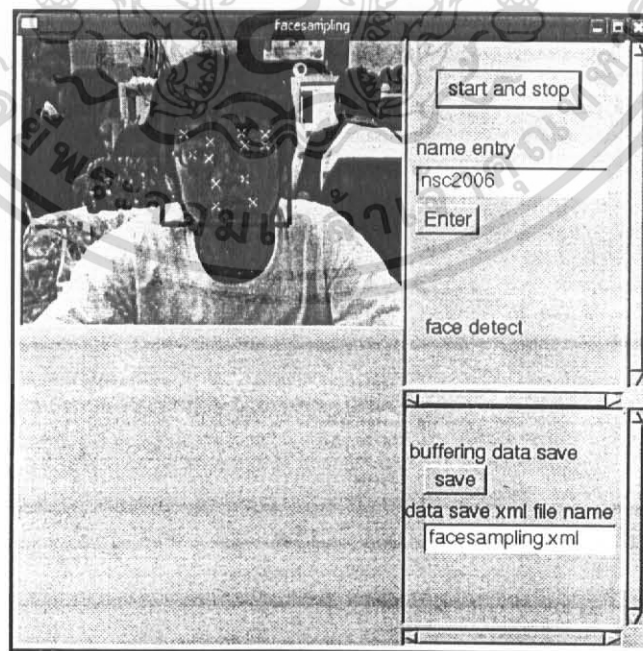 facesampling
start and stop
name entry
nsc2006
Enter
face detect
buffering data save
save
data save xml file name
facesampling.xml